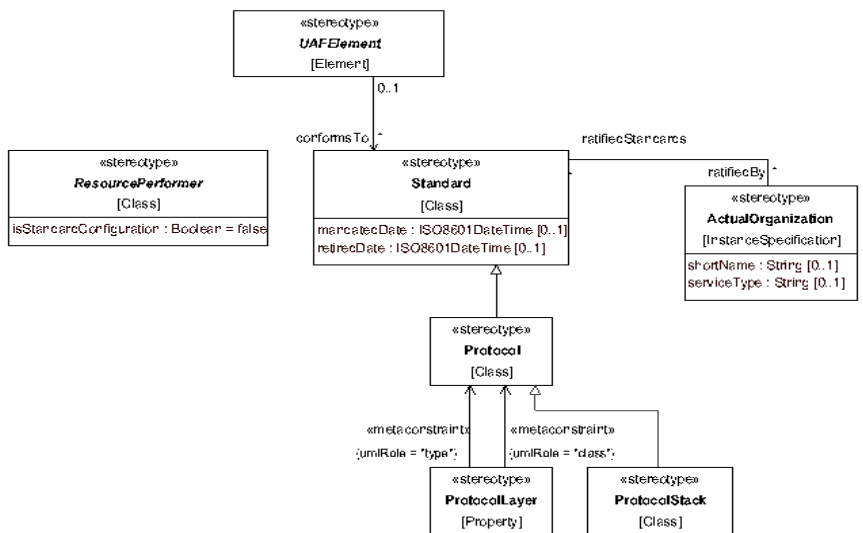 «stereotype»
UAFElement
[Element]
0..1
conformsTo
*
ratifiedStandards
*
ratifiedBy
*
«stereotype»
ResourcePerformer
[Class]
isStandardConfiguration : Boolean = false
«stereotype»
Standard
[Class]
mandatedDate : ISO8601DateTime [0..1]
retiredDate : ISO8601DateTime [0..1]
«stereotype»
ActualOrganization
[InstanceSpecification]
shortName : String [0..1]
serviceType : String [0..1]
«stereotype»
Protocol
[Class]
«metaconstraint»
{umlRole = "type"}
«metaconstraint»
{umlRole = "class"}
«stereotype»
ProtocolLayer
[Property]
«stereotype»
ProtocolStack
[Class]